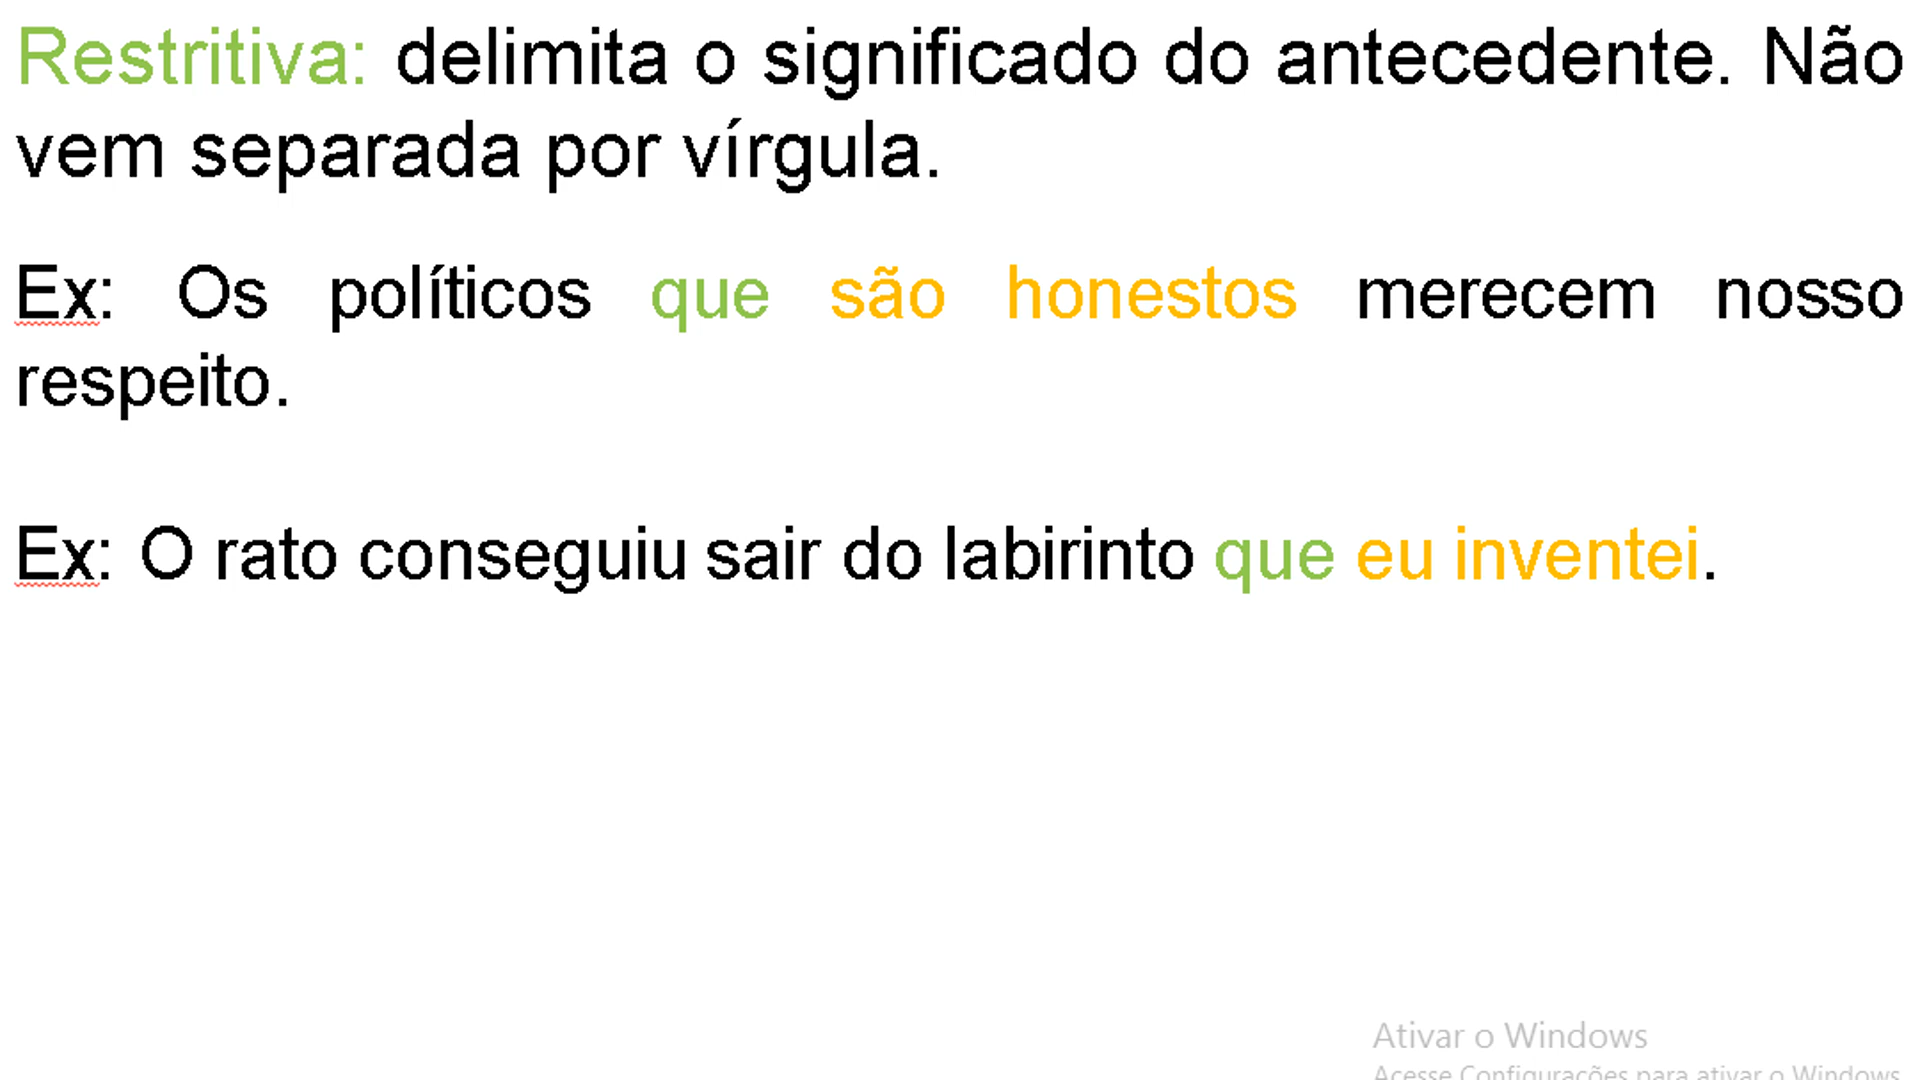 Restritiva: delimita o significado do antecedente. Não
vem separada por vírgula.
Ex: Os políticos que são honestos merecem nosso
respeito.
Ex: O rato conseguiu sair do labirinto que eu inventei.
Ativar o Windows
Acesse Configurações para ativar o Windows